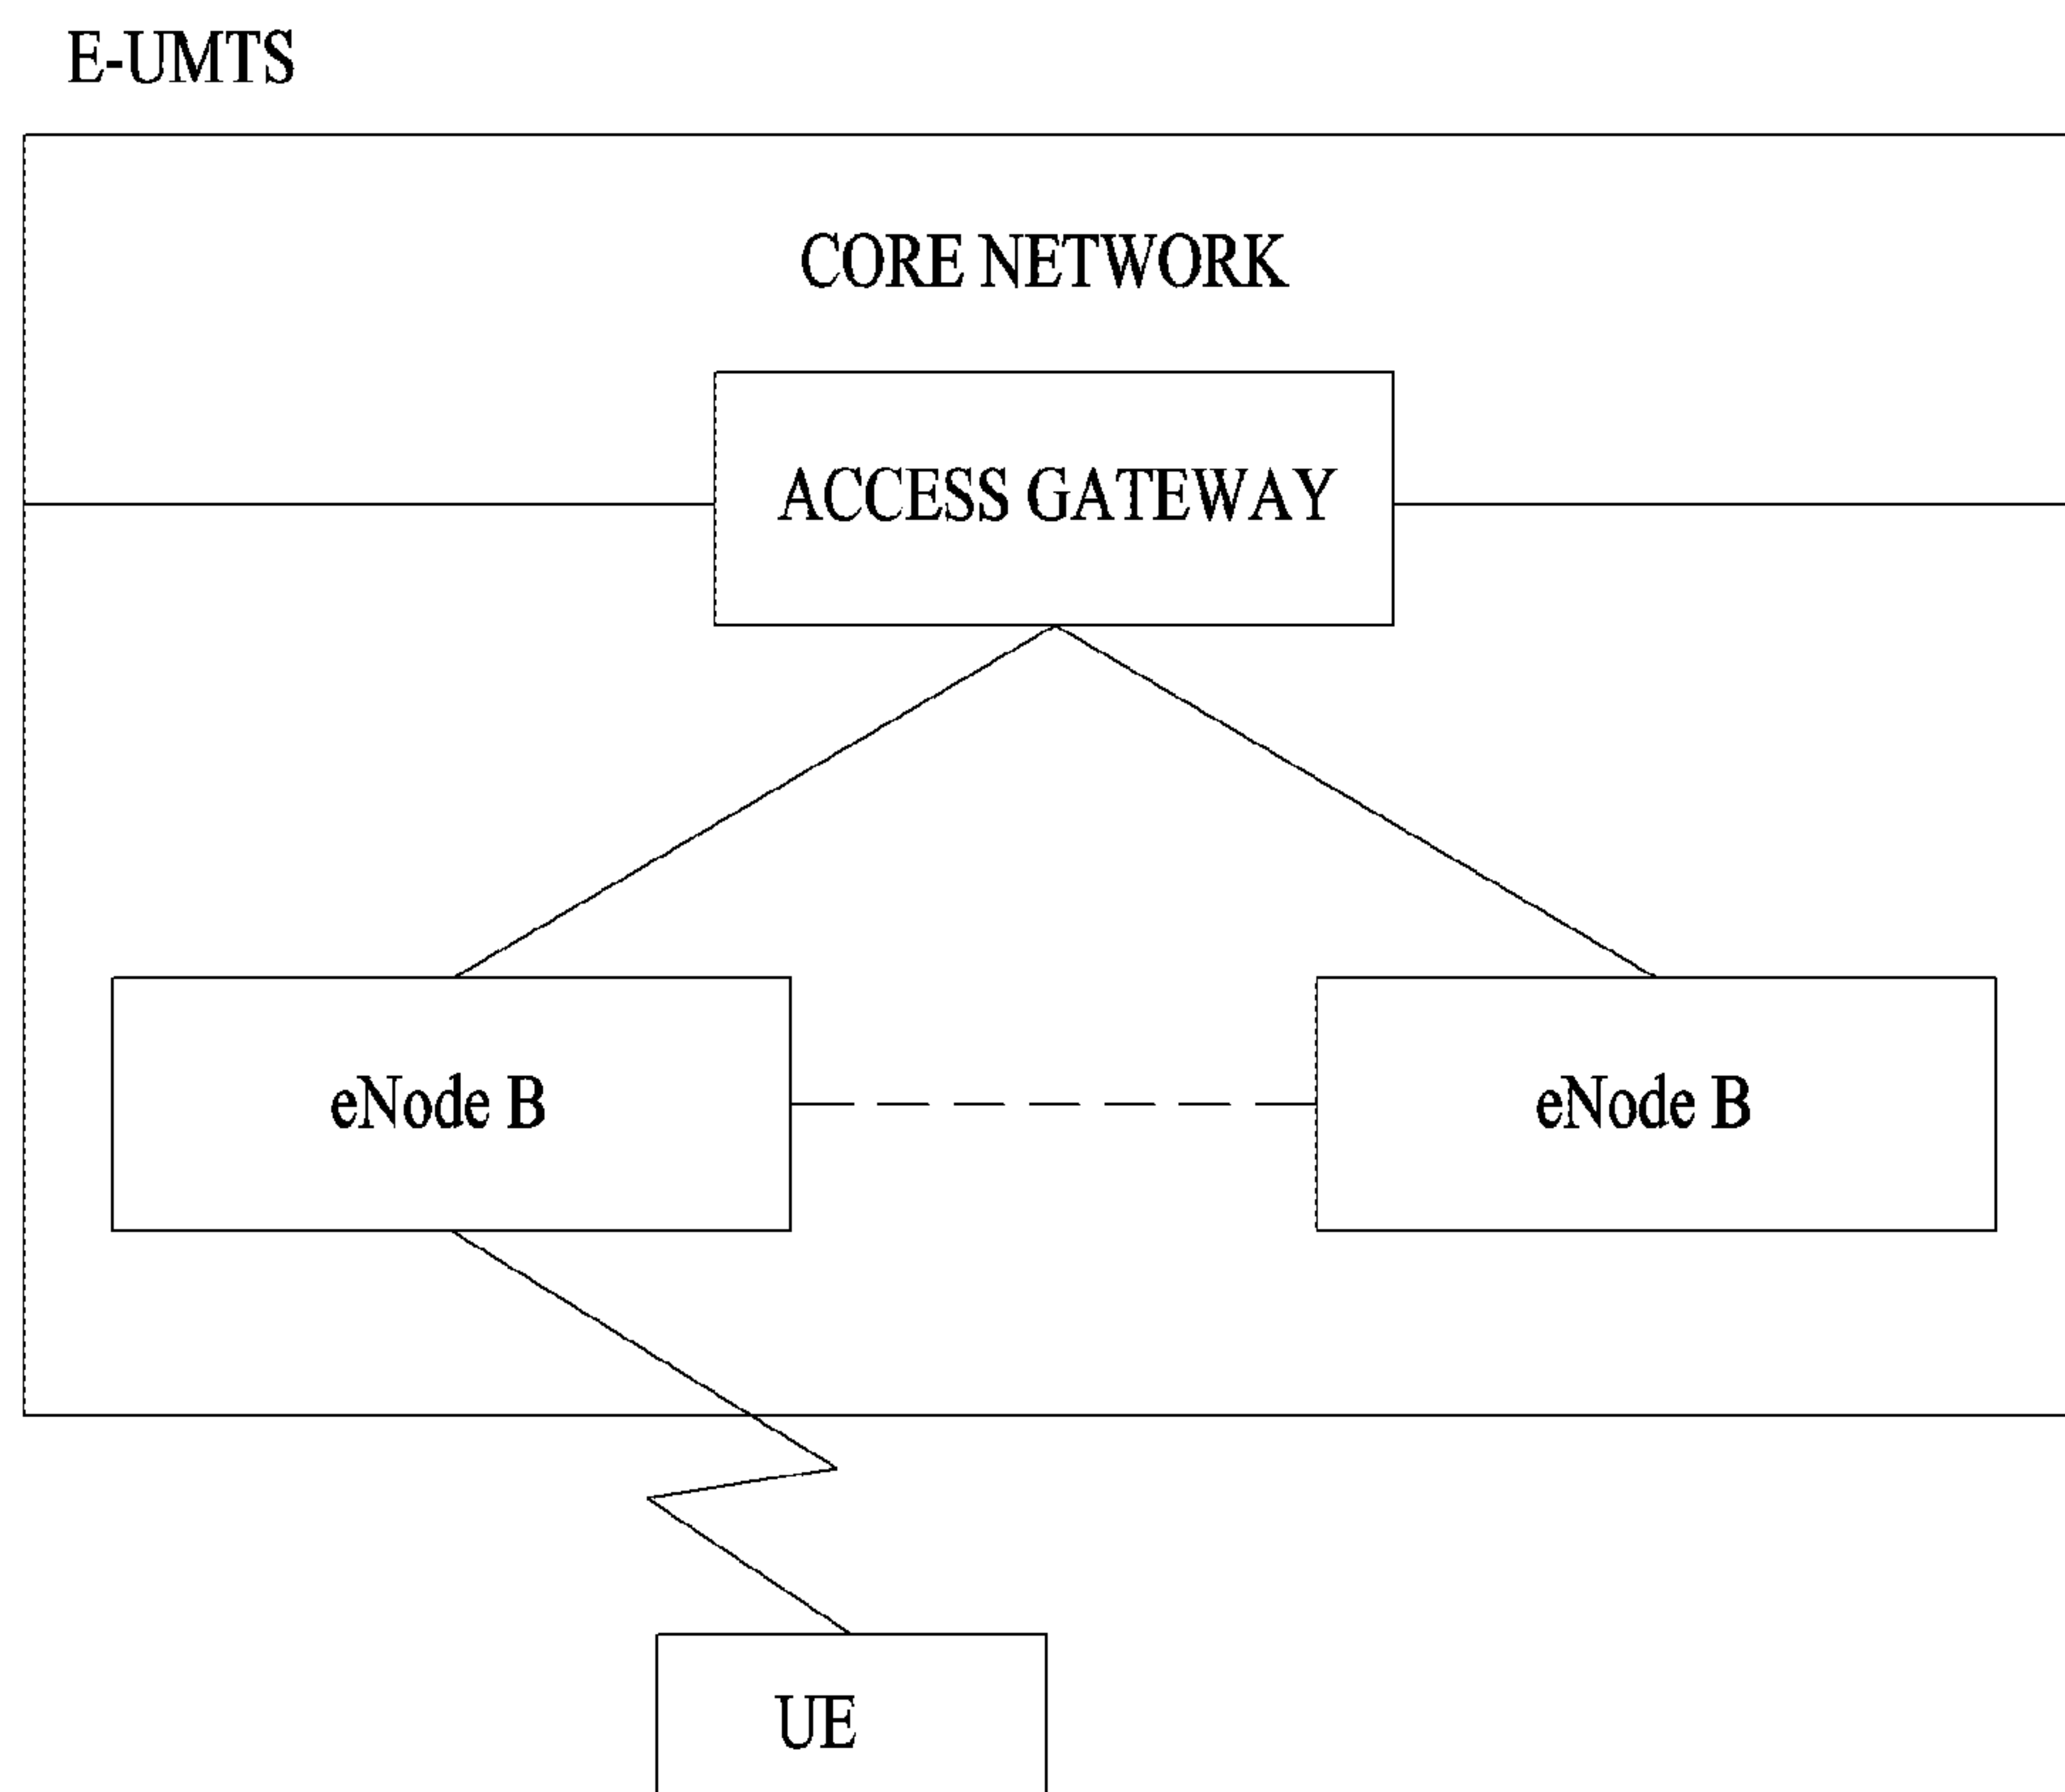 E-UMTS
CORE NETWORK
ACCESS GATEWAY
eNode B
eNode B
UE